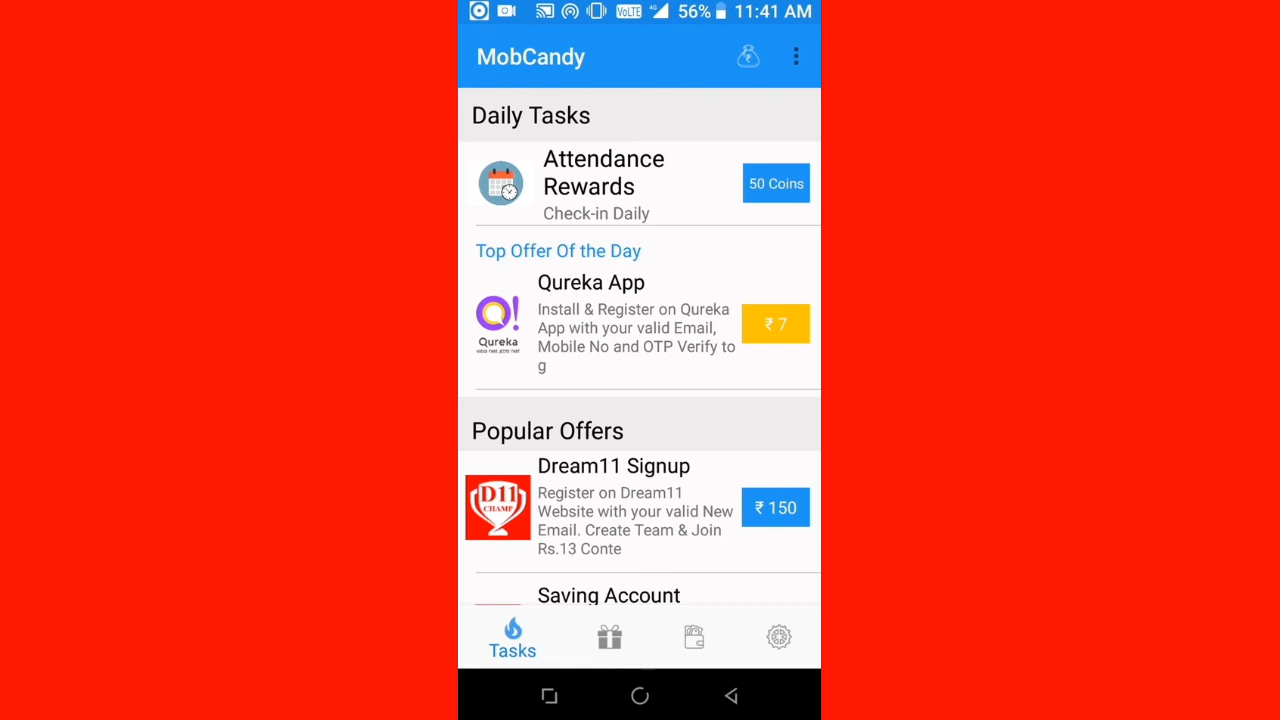 VoLTE 4G 56% 11:41 AM
MobCandy
Daily Tasks
Attendance
Rewards
50 Coins
Check-in Daily
Top Offer Of the Day
Qureka App
Install & Register on Qureka
App with your valid Email,
₹ 7
Mobile No and OTP Verify to
g
Qureka
Popular Offers
Dream11 Signup
Register on Dream11
Website with your valid New
Email. Create Team & Join
Rs.13 Conte
D11
CHAMP
₹ 150
Saving Account
Tasks